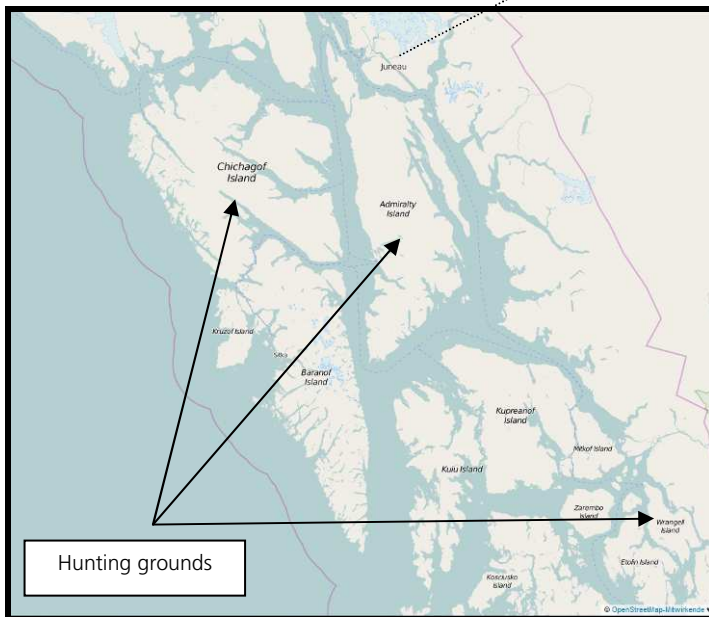 Juneau
Chichagof
Island
Admiralty
Island
Kruzof Island
Sitka
Baranof
Island
Kupreanof
Island
Mitkof Island
Kuiu Island
Zarembo
Island
Wrangell
Island
Hunting grounds
Etolin Island
Kosciusko
Island
© OpenStreetMap-Mitwirkende